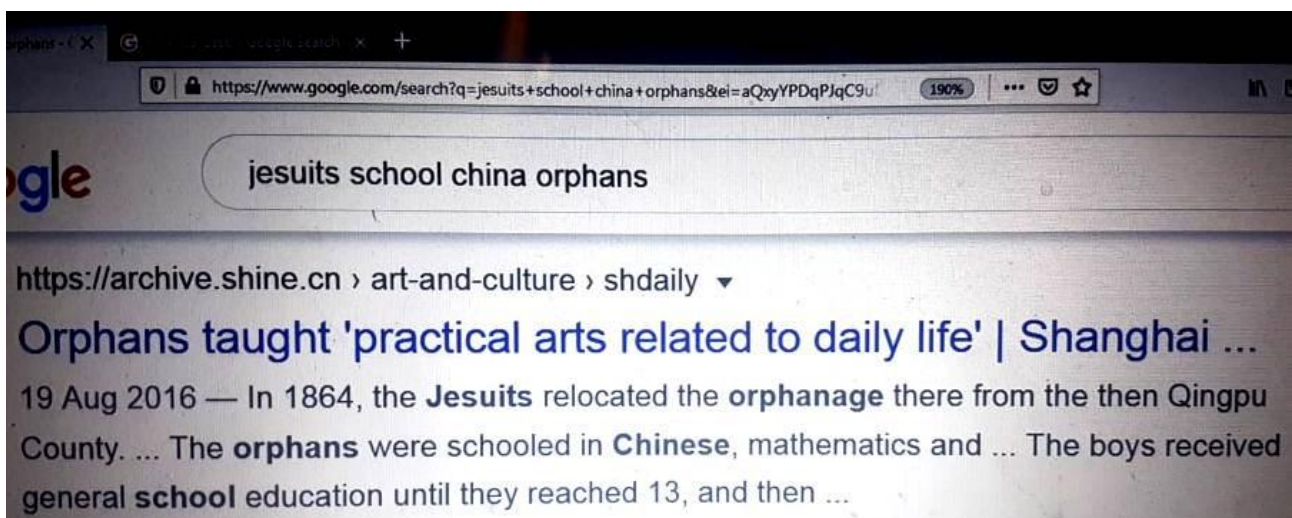 orphans - G
Google Search
https://www.google.com/search?q=jesuits+school+china+orphans&ei=aQxyYPDqPJqC9u
190%
gle
jesuits school china orphans
https://archive.shine.cn › art-and-culture › shdaily
Orphans taught 'practical arts related to daily life' | Shanghai ...
19 Aug 2016 — In 1864, the Jesuits relocated the orphanage there from the then Qingpu
County. ... The orphans were schooled in Chinese, mathematics and ... The boys received
general school education until they reached 13, and then ...